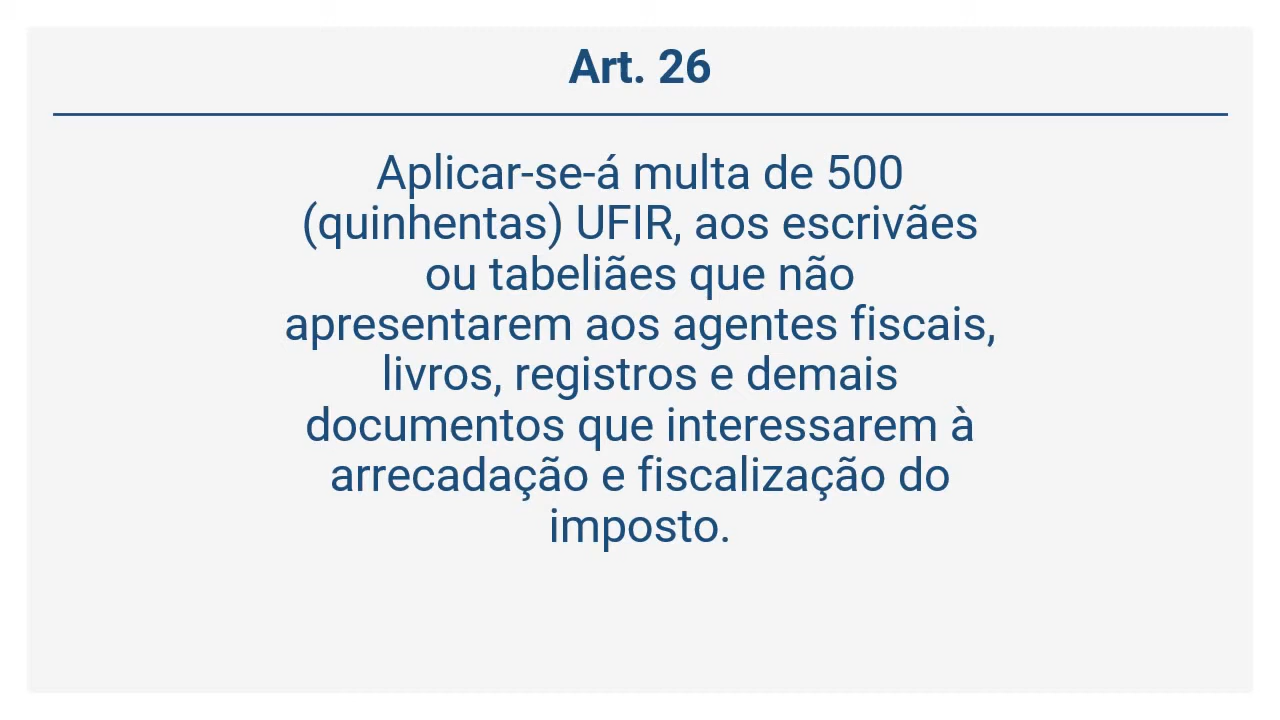 Art. 26
Aplicar-se-á multa de 500
(quinhentas) UFIR, aos escrivães
ou tabeliães que não
apresentarem aos agentes fiscais,
livros, registros e demais
documentos que interessarem à
arrecadação e fiscalização do
imposto.